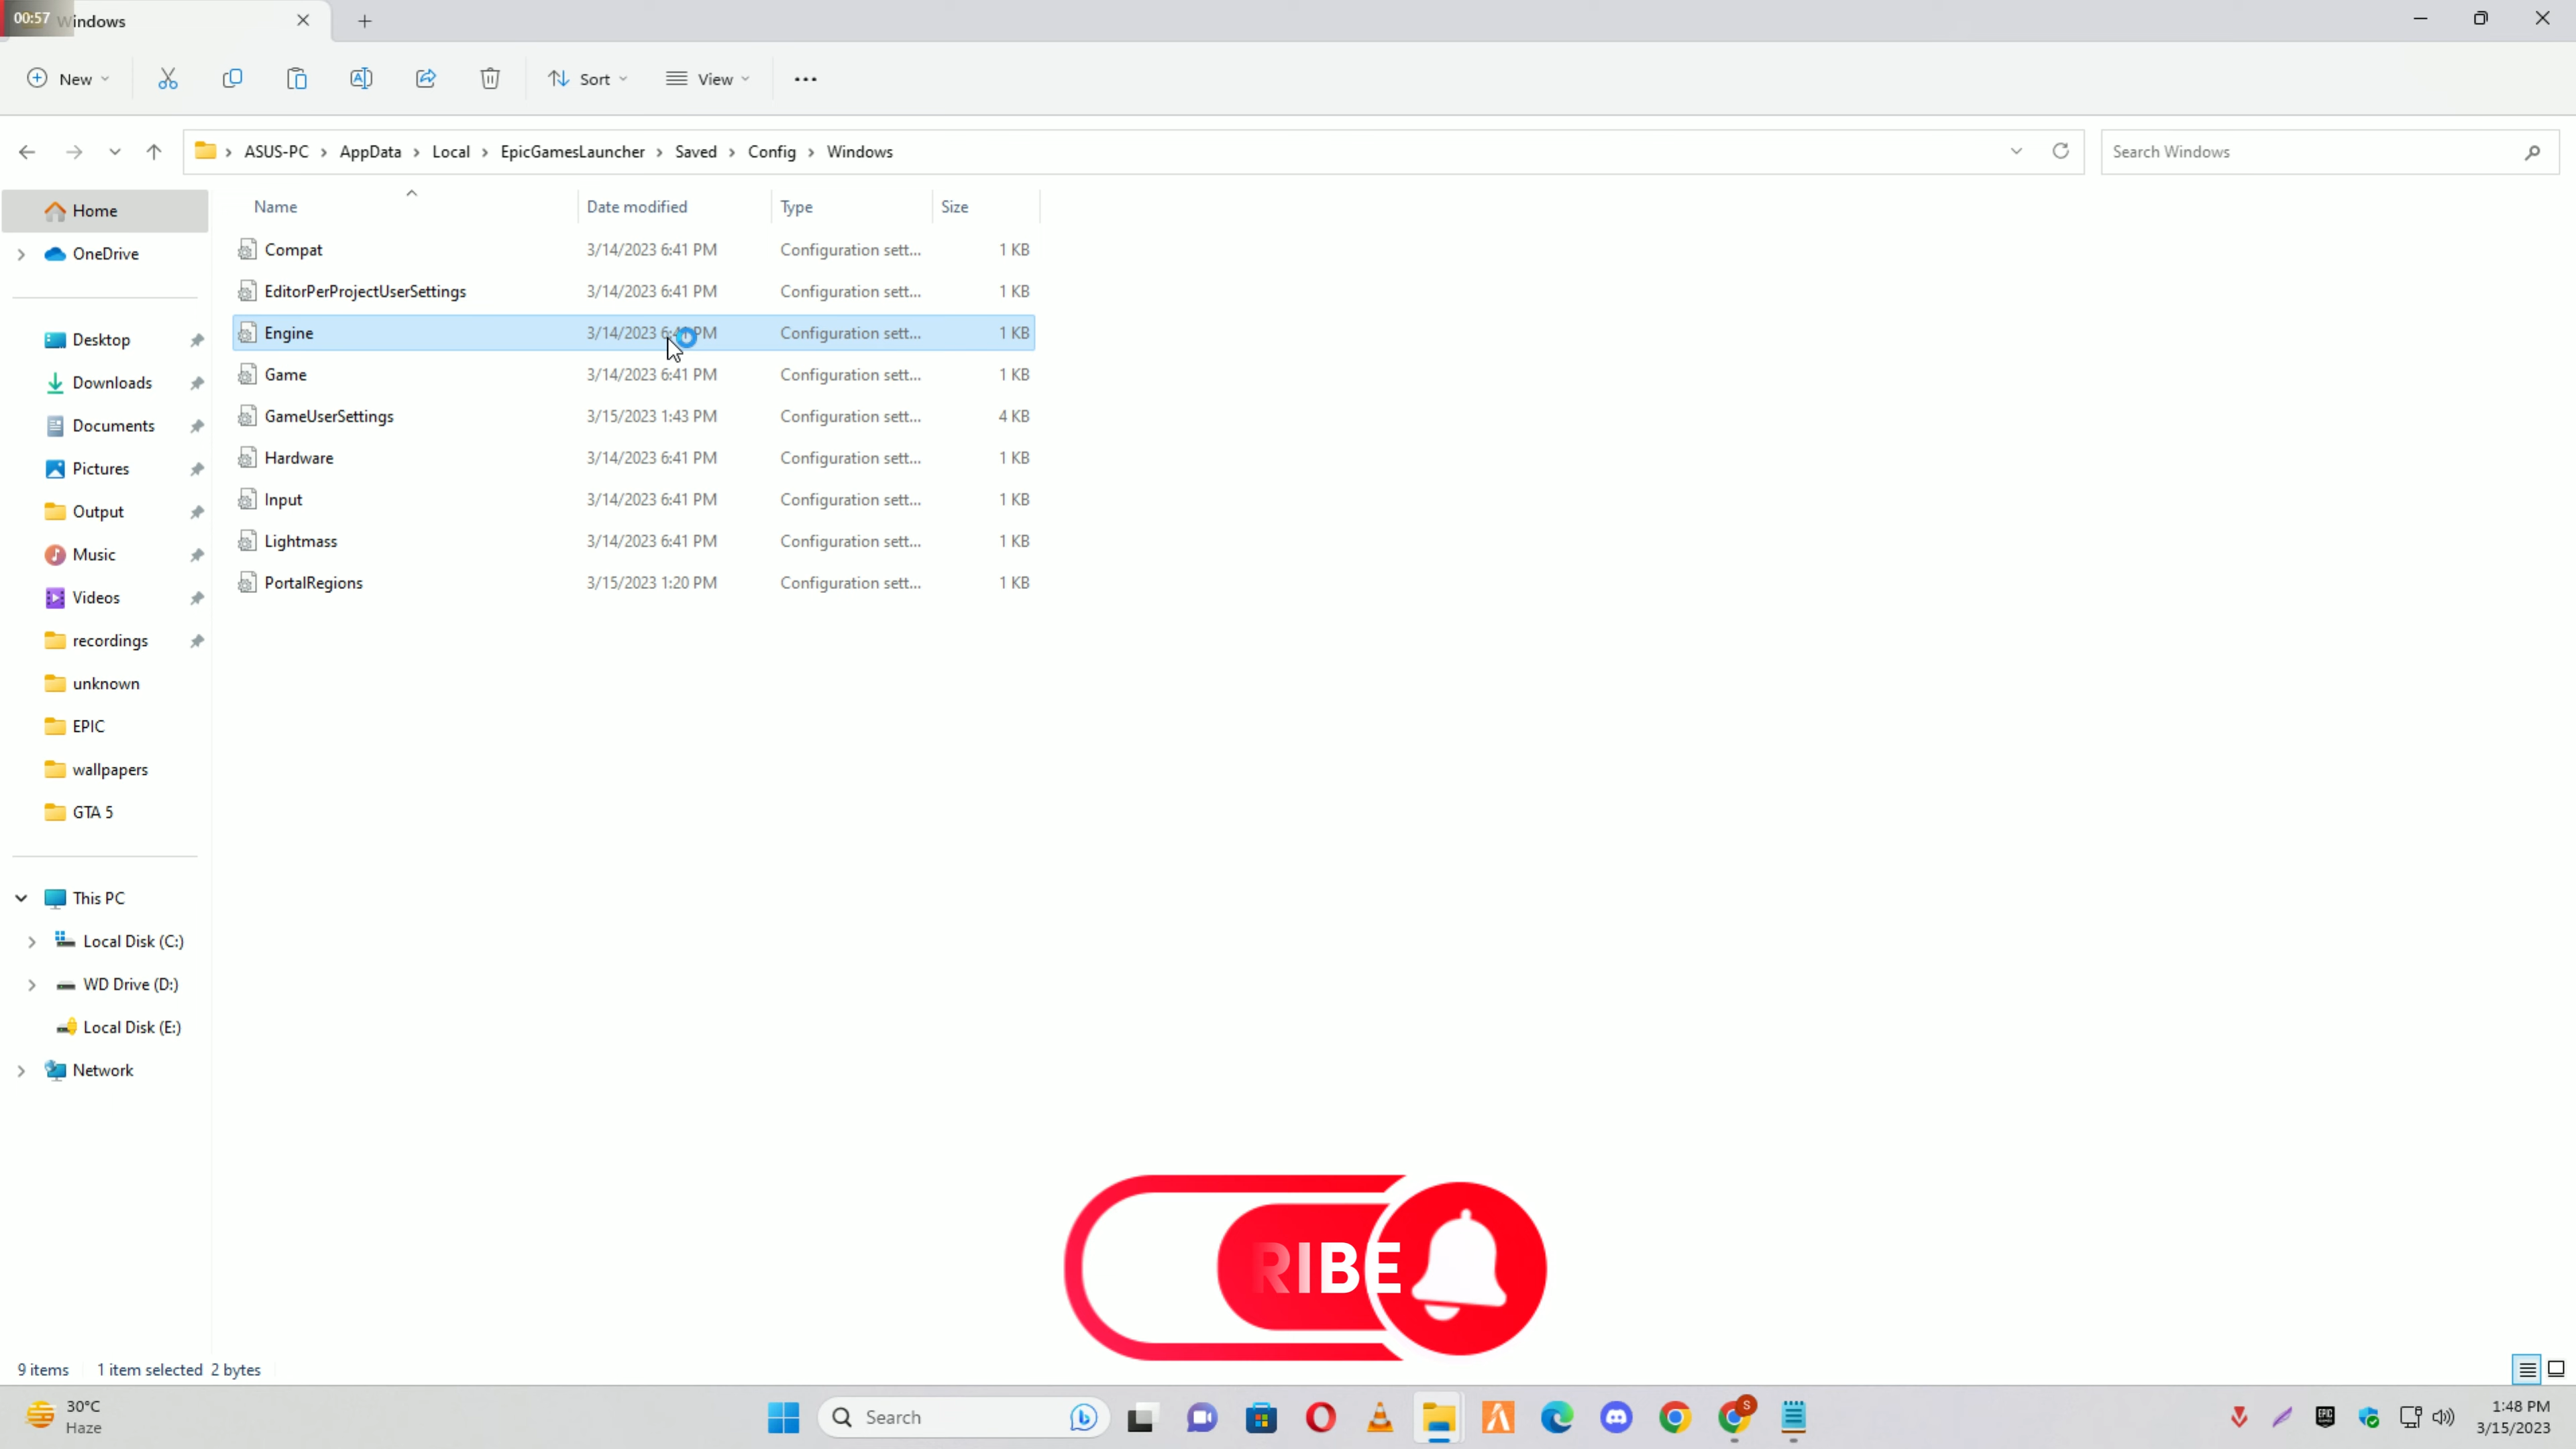 00:57 Windows
New
Sort
View
ASUS-PC > AppData > Local > EpicGamesLauncher > Saved > Config > Windows
Search Windows
Name Date modified Type Size
Compat 3/14/2023 6:41 PM Configuration sett... 1 KB
EditorPerProjectUserSettings 3/14/2023 6:41 PM Configuration sett... 1 KB
Engine 3/14/2023 PM Configuration sett... 1 KB
Game 3/14/2023 6:41 PM Configuration sett... 1 KB
GameUserSettings 3/15/2023 1:43 PM Configuration sett... 4 KB
Hardware 3/14/2023 6:41 PM Configuration sett... 1 KB
Input 3/14/2023 6:41 PM Configuration sett... 1 KB
Lightmass 3/14/2023 6:41 PM Configuration sett... 1 KB
PortalRegions 3/15/2023 1:20 PM Configuration sett... 1 KB
Home
OneDrive
Desktop
Downloads
Documents
Pictures
Output
Music
Videos
recordings
unknown
EPIC
wallpapers
GTA 5
This PC
Local Disk (C:)
WD Drive (D:)
Local Disk (E:)
Network
RIBE
9 items 1 item selected 2 bytes
30°C
Haze
Search
S
EPIC
1:48 PM
3/15/2023